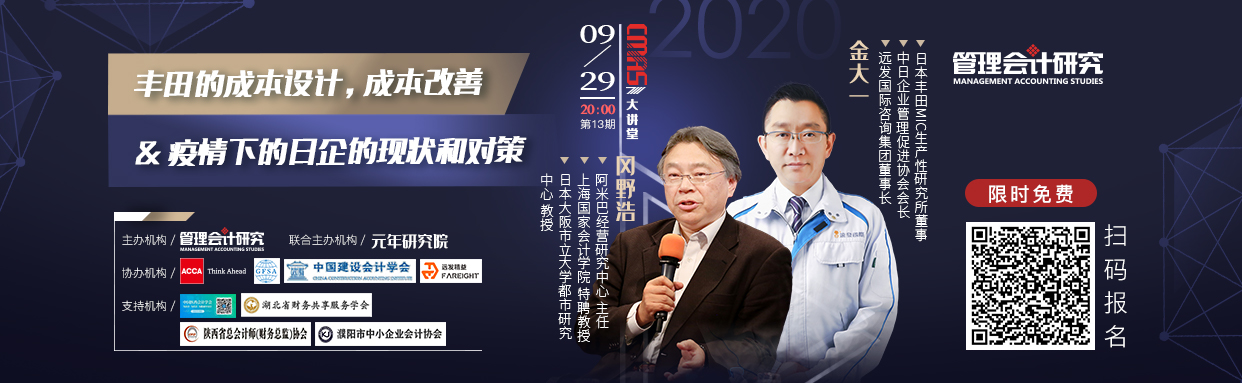 丰田的成本设计，成本改善
& 疫情下的日企的现状和对策
主办机构 / 管理会计研究
MANAGEMENT ACCOUNTING STUDIES
联合主办机构 / 元年研究院
协办机构 / ACCA Think Ahead GFSA 中国建设会计学会 远发精益 FAREIGHT
支持机构 / 湖北省财务共享服务学会
陕西省总会计师(财务总监)协会 濮阳市中小企业会计协会
09
29
20:00
第13期
CMAS
大讲堂
2020
冈野浩
阿米巴经营研究中心主任
上海国家会计学院 特聘教授
日本大阪市立大学都市研究
中心 教授
金大一
日本丰田MIC生产性研究所董事
中日企业管理促进协会会长
远发国际咨询集团董事长
管理会计研究
MANAGEMENT ACCOUNTING STUDIES
限时免费
扫码报名